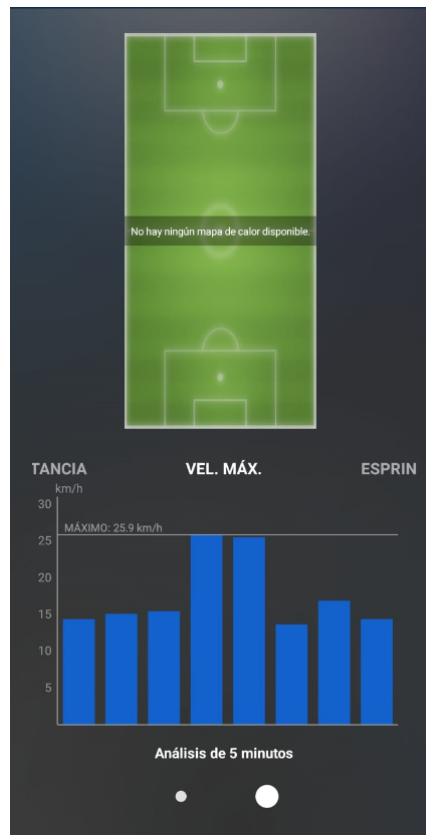 No hay ningún mapa de calor disponible.
TANCIA VEL. MÁX. ESPRIN
km/h
30
MÁXIMO: 25.9 km/h
25
20
15
10
5
Análisis de 5 minutos